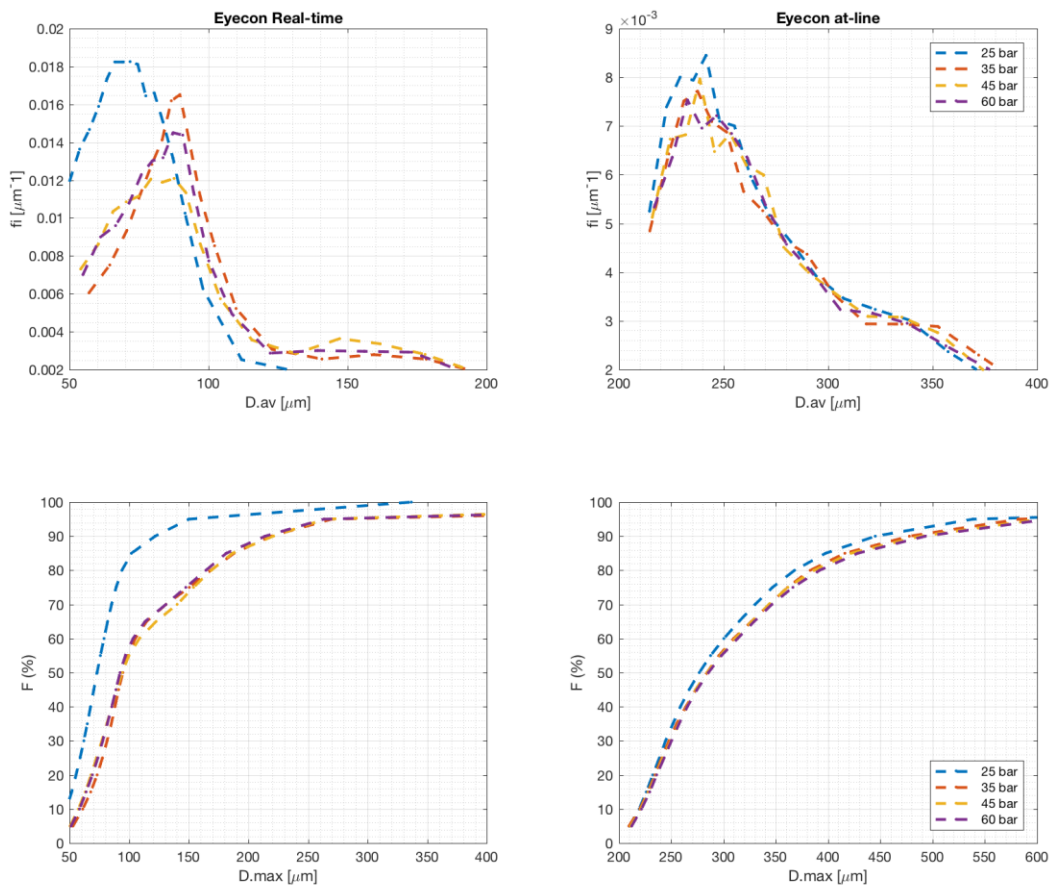 Eyecon Real-time
0.02
0.018
0.016
0.014
0.012
0.01
0.008
0.006
0.004
0.002
fi [μm⁻1]
50 100 150 200
D.av [μm]
Eyecon at-line
×10⁻³
9
8
7
6
5
4
3
2
fi [μm⁻1]
25 bar
35 bar
45 bar
60 bar
200 250 300 350 400
D.av [μm]
100
90
80
70
60
50
40
30
20
10
0
F (%)
50 100 150 200 250 300 350 400
D.max [μm]
100
90
80
70
60
50
40
30
20
10
0
F (%)
25 bar
35 bar
45 bar
60 bar
200 250 300 350 400 450 500 550 600
D.max [μm]